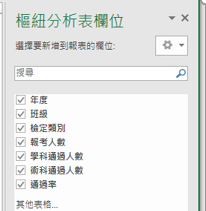 樞紐分析表欄位
選擇要新增到報表的欄位:
搜尋
年度
班級
檢定類別
報考人數
學科通過人數
術科通過人數
通過率
其他表格...